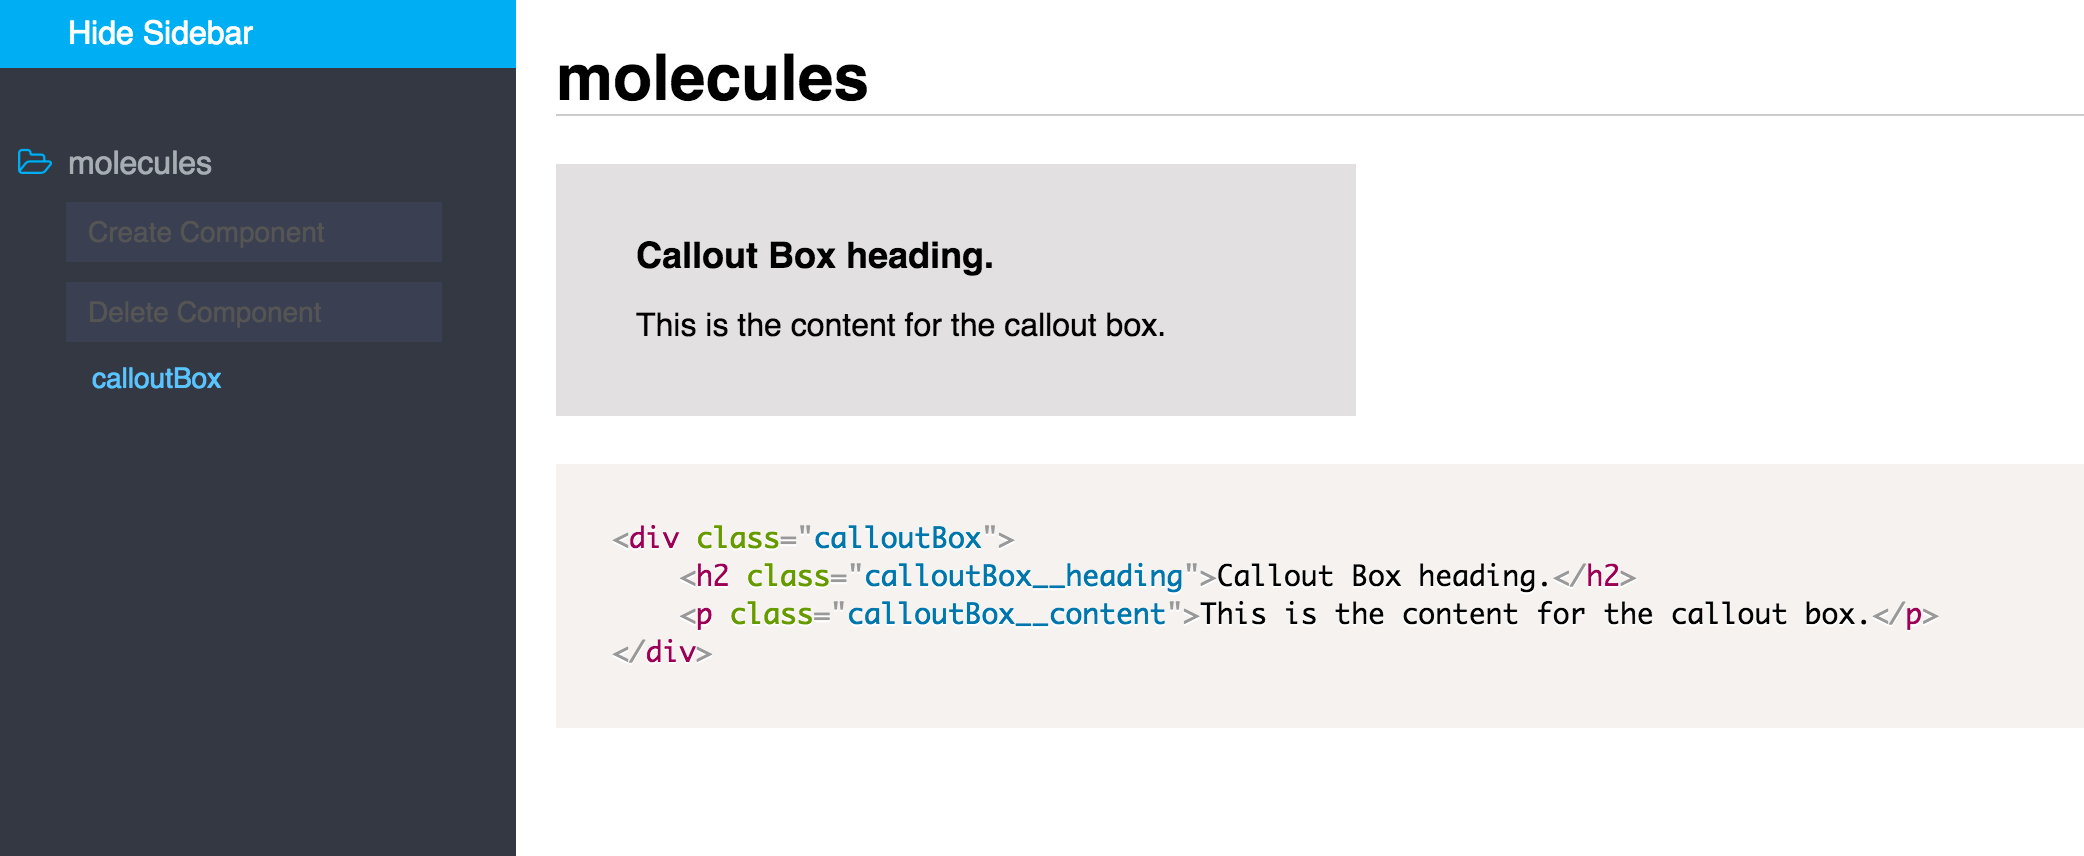 Hide Sidebar
molecules
Create Component
Delete Component
calloutBox
molecules
Callout Box heading.
This is the content for the callout box.
<div class="calloutBox">
    <h2 class="calloutBox__heading">Callout Box heading.</h2>
    <p class="calloutBox__content">This is the content for the callout box.</p>
</div>